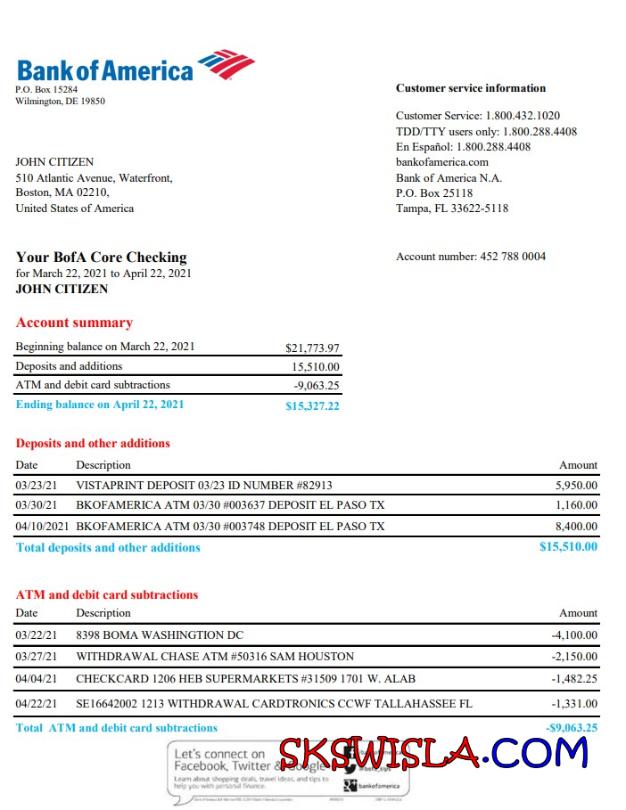 Bank of America
P.O. Box 15284
Wilmington, DE 19850
Customer service information
Customer Service: 1.800.432.1020
TDD/TTY users only: 1.800.288.4408
En Español: 1.800.288.4408
bankofamerica.com
Bank of America N.A.
P.O. Box 25118
Tampa, FL 33622-5118
JOHN CITIZEN
510 Atlantic Avenue, Waterfront,
Boston, MA 02210,
United States of America
Your BofA Core Checking
for March 22, 2021 to April 22, 2021
JOHN CITIZEN
Account number: 452 788 0004
Account summary
Beginning balance on March 22, 2021 $21,773.97
Deposits and additions 15,510.00
ATM and debit card subtractions -9,063.25
Ending balance on April 22, 2021 $15,327.22
Deposits and other additions
Date Description Amount
03/23/21 VISTAPRINT DEPOSIT 03/23 ID NUMBER #82913 5,950.00
03/30/21 BKOFAMERICA ATM 03/30 #003637 DEPOSIT EL PASO TX 1,160.00
04/10/2021 BKOFAMERICA ATM 03/30 #003748 DEPOSIT EL PASO TX 8,400.00
Total deposits and other additions $15,510.00
ATM and debit card subtractions
Date Description Amount
03/22/21 8398 BOMA WASHINGTION DC -4,100.00
03/27/21 WITHDRAWAL CHASE ATM #50316 SAM HOUSTON -2,150.00
04/04/21 CHECKCARD 1206 HEB SUPERMARKETS #31509 1701 W. ALAB -1,482.25
04/22/21 SE16642002 1213 WITHDRAWAL CARDTRONICS CCWF TALLAHASSEE FL -1,331.00
Total ATM and debit card subtractions -$9,063.25
Let's connect on
Facebook, Twitter &
Learn about shopping deals, travel ideas, and tips to
help you with personal finance.
bankofamerica
SKSWISLA.COM